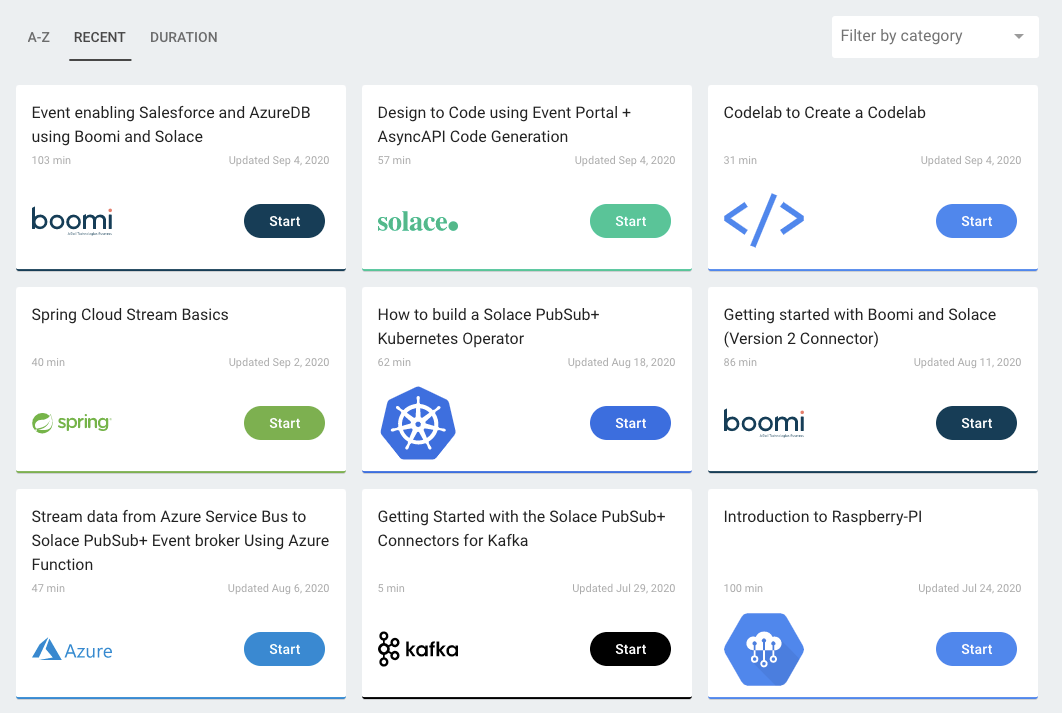 A-Z RECENT DURATION Filter by category
Event enabling Salesforce and AzureDB
using Boomi and Solace
103 min Updated Sep 4, 2020
boomi
Start
Design to Code using Event Portal +
AsyncAPI Code Generation
57 min Updated Sep 4, 2020
solace.
Start
Codelab to Create a Codelab
31 min Updated Sep 4, 2020
</>
Start
Spring Cloud Stream Basics
40 min Updated Sep 2, 2020
spring
Start
How to build a Solace PubSub+
Kubernetes Operator
62 min Updated Aug 18, 2020
Start
Getting started with Boomi and Solace
(Version 2 Connector)
86 min Updated Aug 11, 2020
boomi
Start
Stream data from Azure Service Bus to
Solace PubSub+ Event broker Using Azure
Function
47 min Updated Aug 6, 2020
Azure
Start
Getting Started with the Solace PubSub+
Connectors for Kafka
5 min Updated Jul 29, 2020
kafka
Start
Introduction to Raspberry-PI
100 min Updated Jul 24, 2020
Start